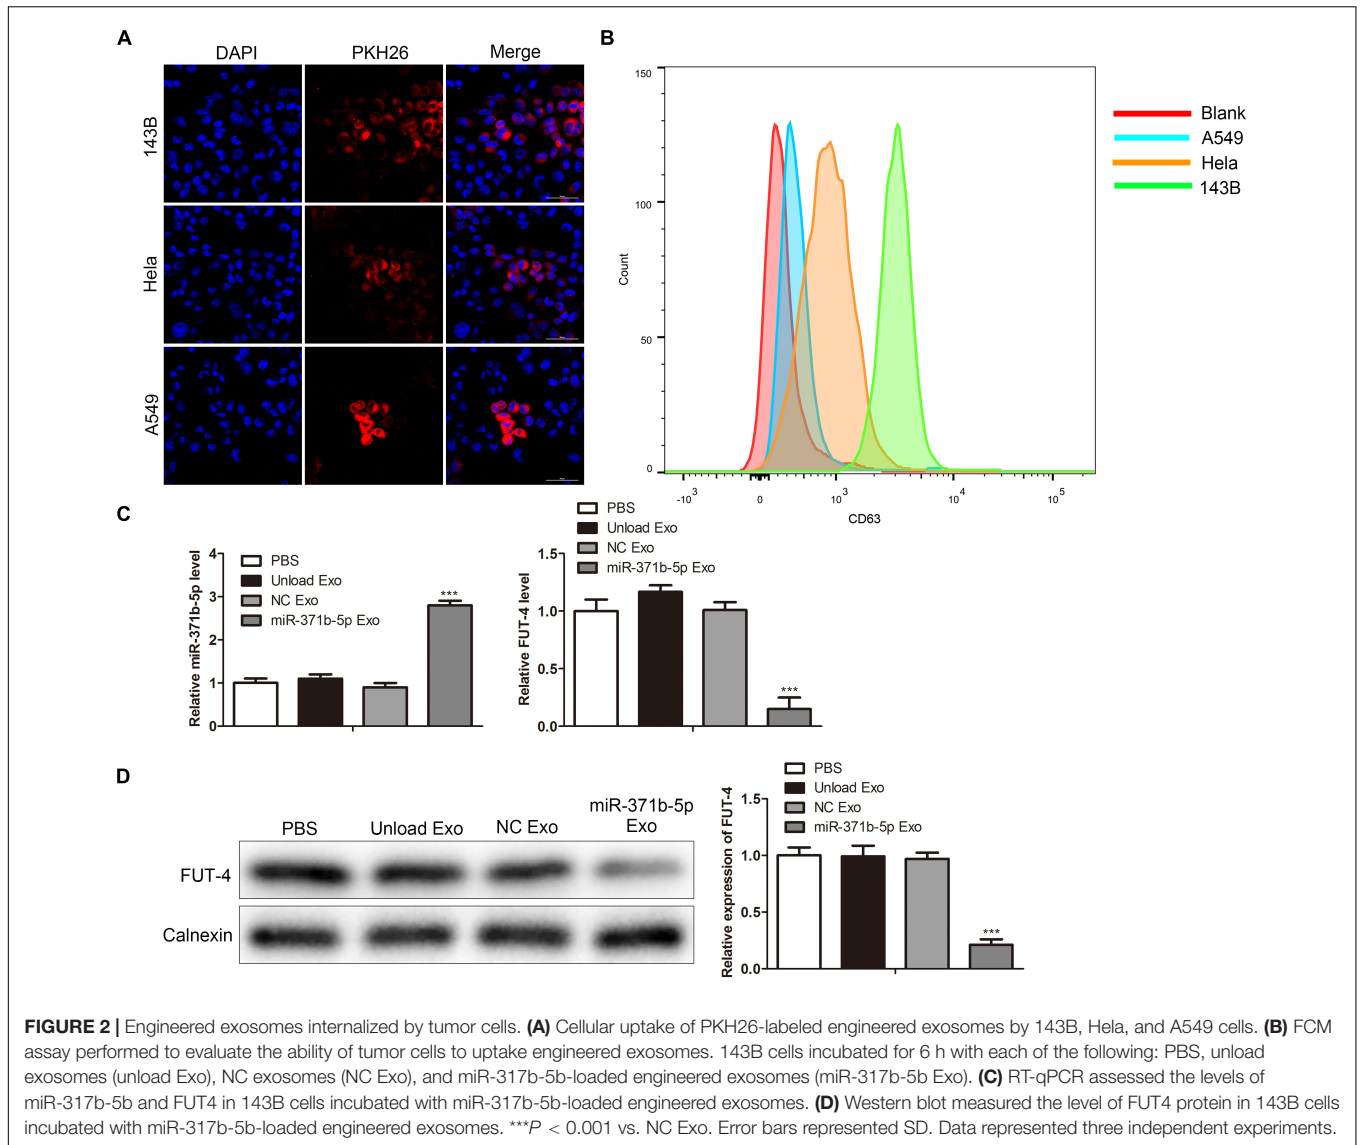 A
DAPI PKH26 Merge
143B
Hela
A549
B
150
100
50
0
Count
-10 3 0 10 3 10 4 10 5
CD63
Blank
A549
Hela
143B
C
PBS
Unload Exo
NC Exo
miR-371b-5p Exo
Relative miR-371b-5p level
4
3
2
1
0
***
PBS
Unload Exo
NC Exo
miR-371b-5p Exo
Relative FUT-4 level
1.5
1.0
0.5
0.0
***
D
PBS Unload Exo NC Exo miR-371b-5p
Exo
FUT-4
Calnexin
PBS
Unload Exo
NC Exo
miR-371b-5p Exo
Relative expression of FUT-4
1.5
1.0
0.5
0.0
***
FIGURE 2 | Engineered exosomes internalized by tumor cells. (A) Cellular uptake of PKH26-labeled engineered exosomes by 143B, Hela, and A549 cells. (B) FCM
assay performed to evaluate the ability of tumor cells to uptake engineered exosomes. 143B cells incubated for 6 h with each of the following: PBS, unload
exosomes (unload Exo), NC exosomes (NC Exo), and miR-317b-5b-loaded engineered exosomes (miR-317b-5b Exo). (C) RT-qPCR assessed the levels of
miR-317b-5b and FUT4 in 143B cells incubated with miR-317b-5b-loaded engineered exosomes. (D) Western blot measured the level of FUT4 protein in 143B cells
incubated with miR-317b-5b-loaded engineered exosomes. ***P < 0.001 vs. NC Exo. Error bars represented SD. Data represented three independent experiments.